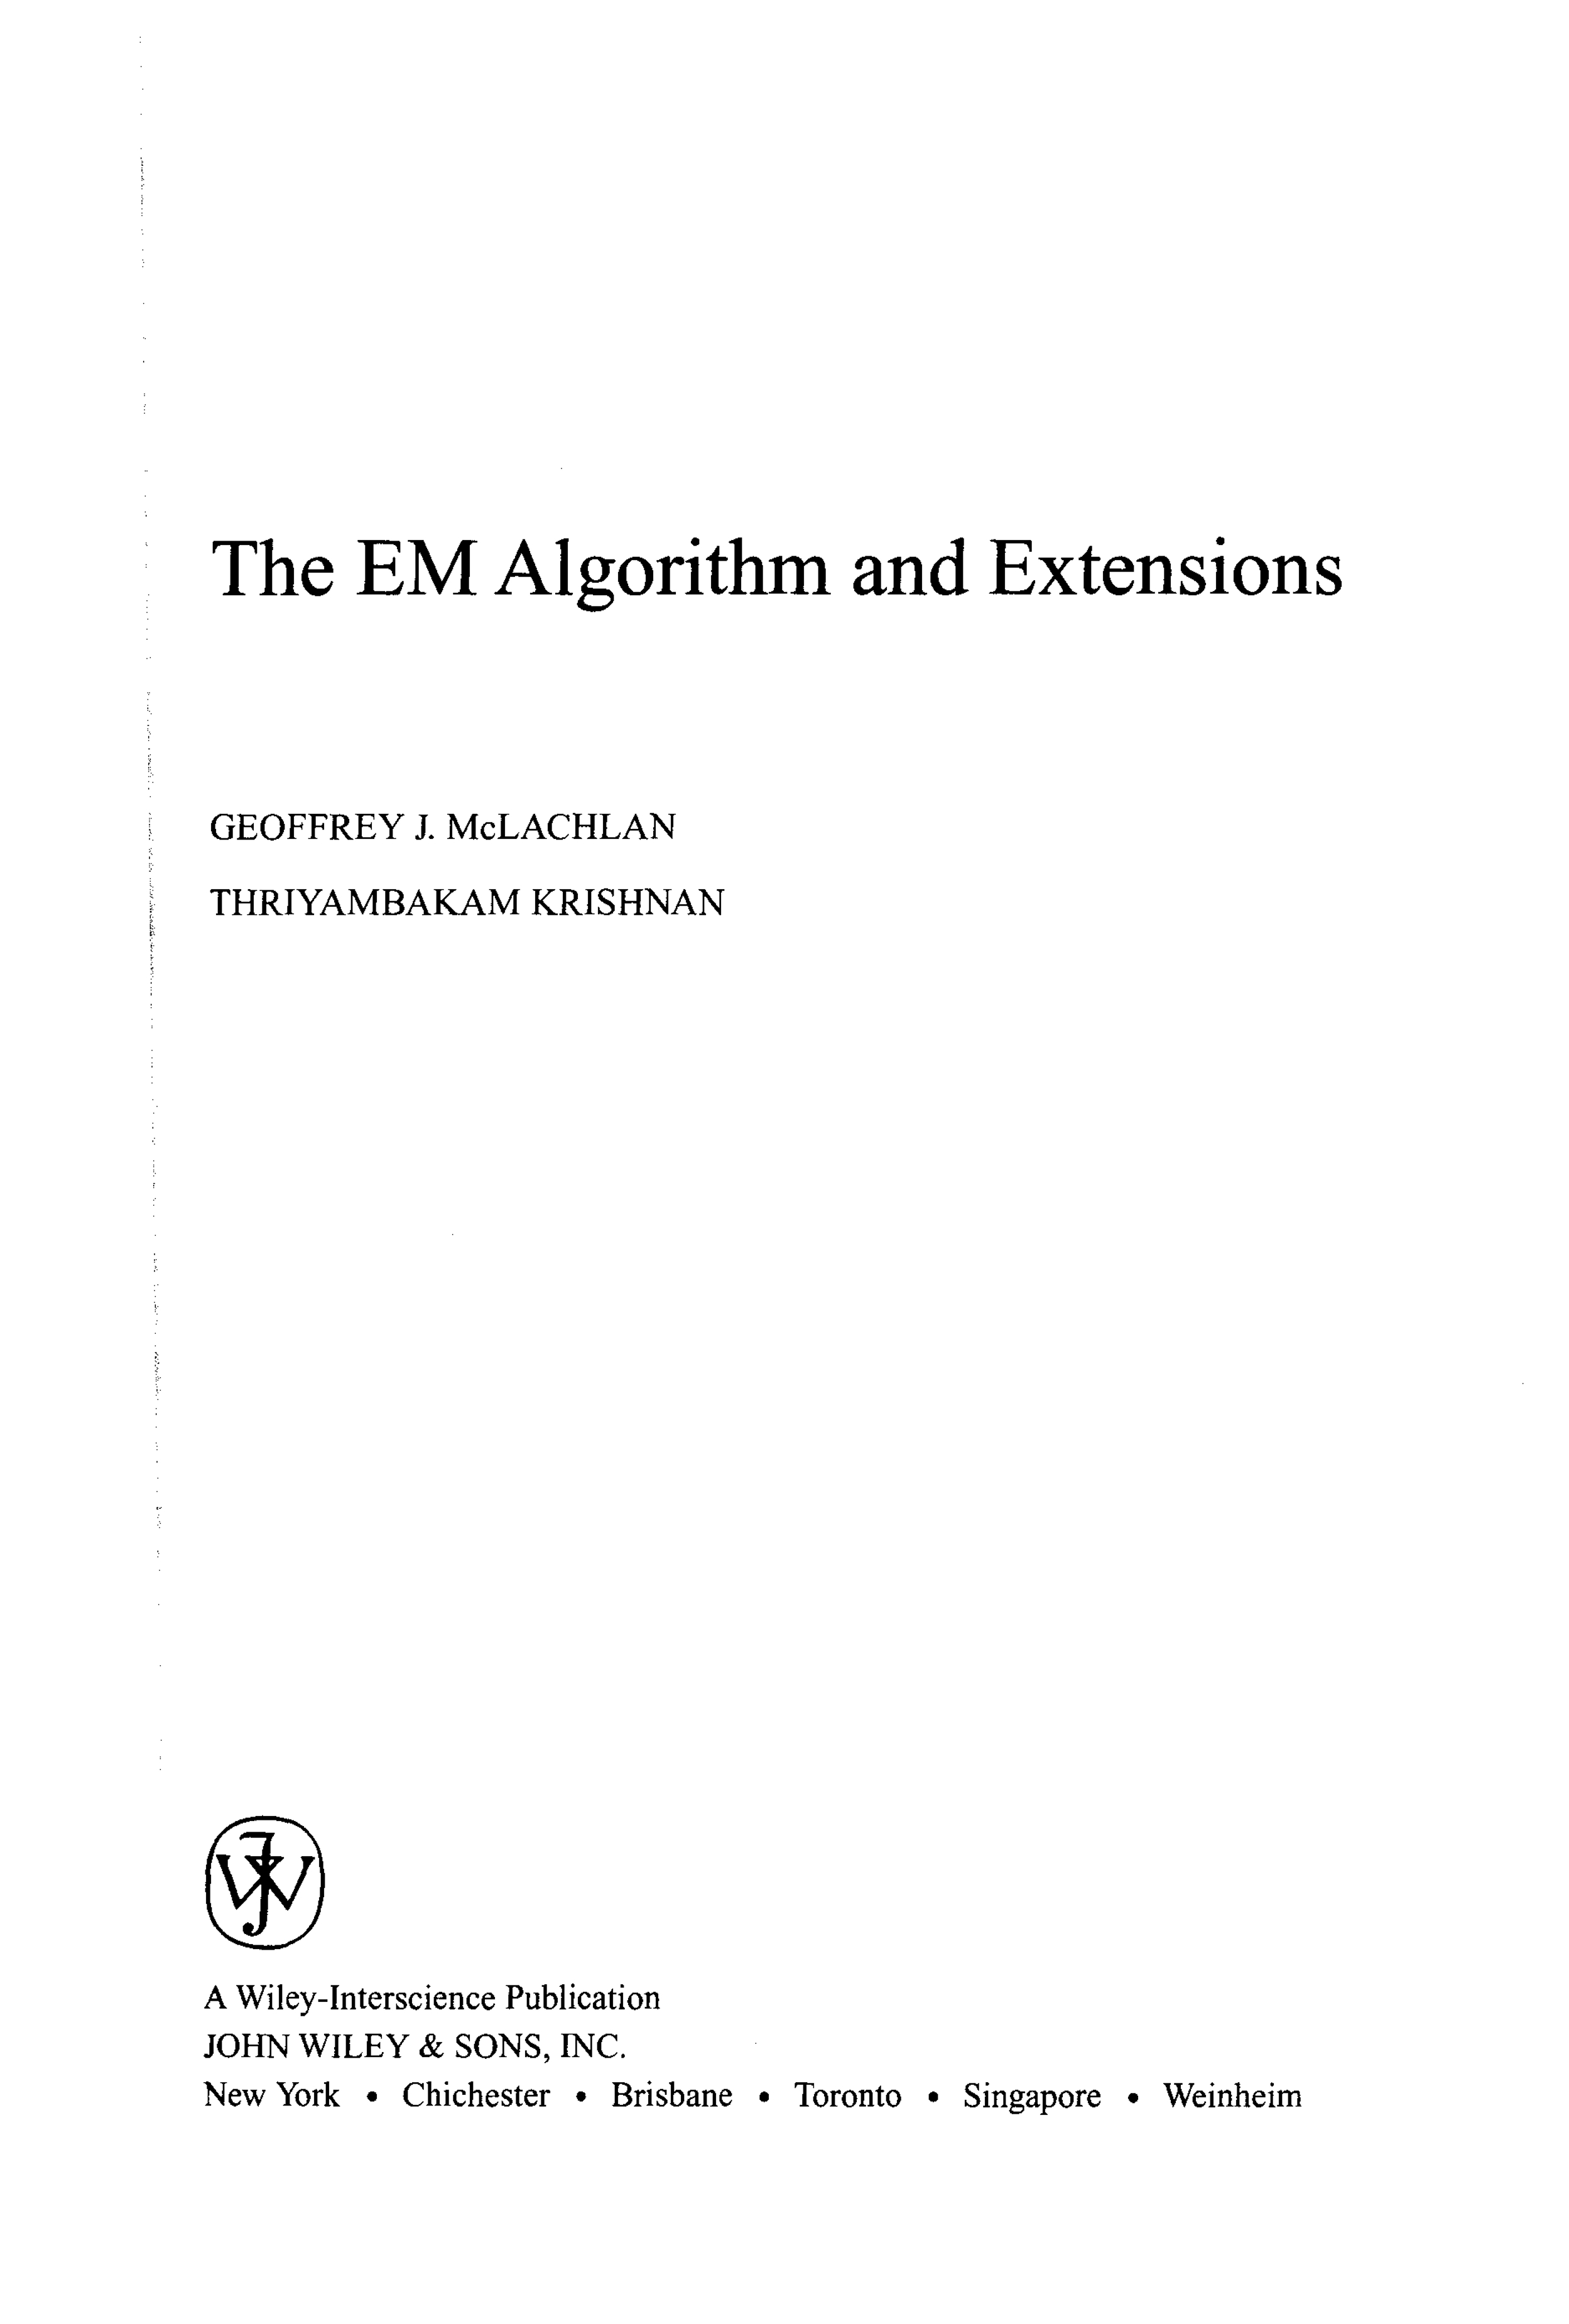 The EM Algorithm and Extensions
GEOFFREY J. McLACHLAN
THRIYAMBAKAM KRISHNAN
JW
A Wiley-Interscience Publication
JOHN WILEY & SONS, INC.
New York • Chichester • Brisbane • Toronto • Singapore • Weinheim